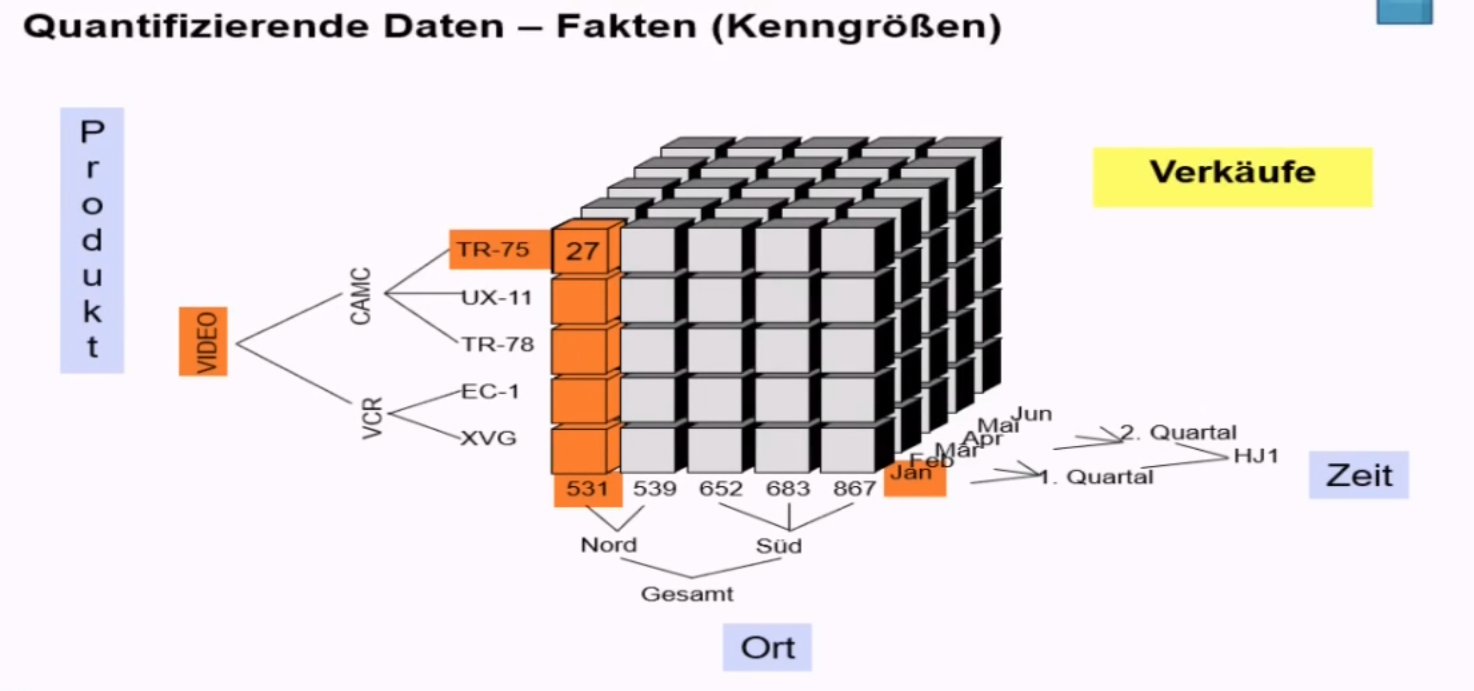 Quantifizierende Daten – Fakten (Kenngrößen)
Produkt
Verkäufe
VIDEO
CAMC
VCR
TR-75
27
UX-11
TR-78
EC-1
XVG
531 539 652 683 867
Jan
Feb
Mär
Apr
Mai
Jun
2. Quartal
1. Quartal
HJ1
Zeit
Nord
Süd
Gesamt
Ort